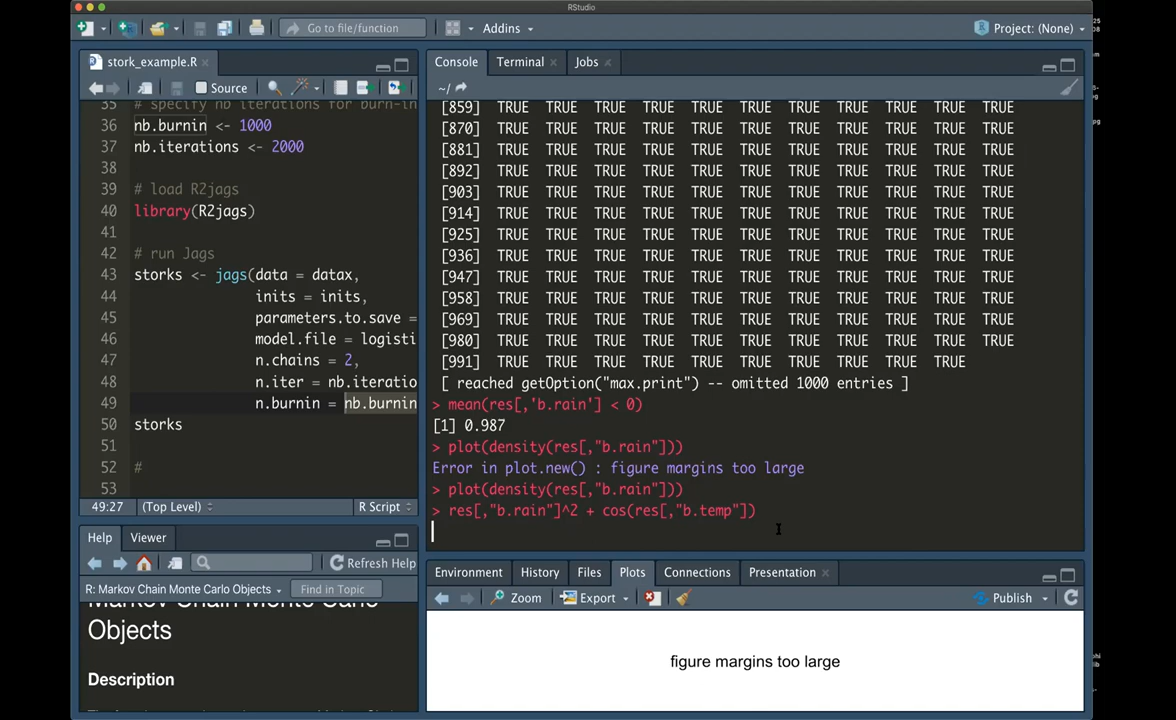 RStudio
Go to file/function
Addins
Project: (None)
stork_example.R
Source
35 # specify nb iterations for burn-in
36 nb.burnin <- 1000
37 nb.iterations <- 2000
38
39 # load R2jags
40 library(R2jags)
41
42 # run Jags
43 storks <- jags(data = datax,
44 inits = inits,
45 parameters.to.save =
46 model.file = logisti
47 n.chains = 2,
48 n.iter = nb.iteratio
49 n.burnin = nb.burnin
50 storks
51
52 #
53
49:27 (Top Level) R Script
Help Viewer
Refresh Help
R: Markov Chain Monte Carlo Objects Find in Topic
Markov Chain Monte Carlo
Objects
Description
Console Terminal Jobs
~/
[859] TRUE TRUE TRUE TRUE TRUE TRUE TRUE TRUE TRUE TRUE TRUE
[870] TRUE TRUE TRUE TRUE TRUE TRUE TRUE TRUE TRUE TRUE TRUE
[881] TRUE TRUE TRUE TRUE TRUE TRUE TRUE TRUE TRUE TRUE TRUE
[892] TRUE TRUE TRUE TRUE TRUE TRUE TRUE TRUE TRUE TRUE TRUE
[903] TRUE TRUE TRUE TRUE TRUE TRUE TRUE TRUE TRUE TRUE TRUE
[914] TRUE TRUE TRUE TRUE TRUE TRUE TRUE TRUE TRUE TRUE TRUE
[925] TRUE TRUE TRUE TRUE TRUE TRUE TRUE TRUE TRUE TRUE TRUE
[936] TRUE TRUE TRUE TRUE TRUE TRUE TRUE TRUE TRUE TRUE TRUE
[947] TRUE TRUE TRUE TRUE TRUE TRUE TRUE TRUE TRUE TRUE TRUE
[958] TRUE TRUE TRUE TRUE TRUE TRUE TRUE TRUE TRUE TRUE TRUE
[969] TRUE TRUE TRUE TRUE TRUE TRUE TRUE TRUE TRUE TRUE TRUE
[980] TRUE TRUE TRUE TRUE TRUE TRUE TRUE TRUE TRUE TRUE TRUE
[991] TRUE TRUE TRUE TRUE TRUE TRUE TRUE TRUE TRUE TRUE
[ reached getOption("max.print") -- omitted 1000 entries ]
> mean(res[,'b.rain'] < 0)
[1] 0.987
> plot(density(res[,"b.rain"]))
Error in plot.new() : figure margins too large
> plot(density(res[,"b.rain"]))
> res[,"b.rain"]^2 + cos(res[,"b.temp"])
Environment History Files Plots Connections Presentation
Zoom Export Publish
figure margins too large